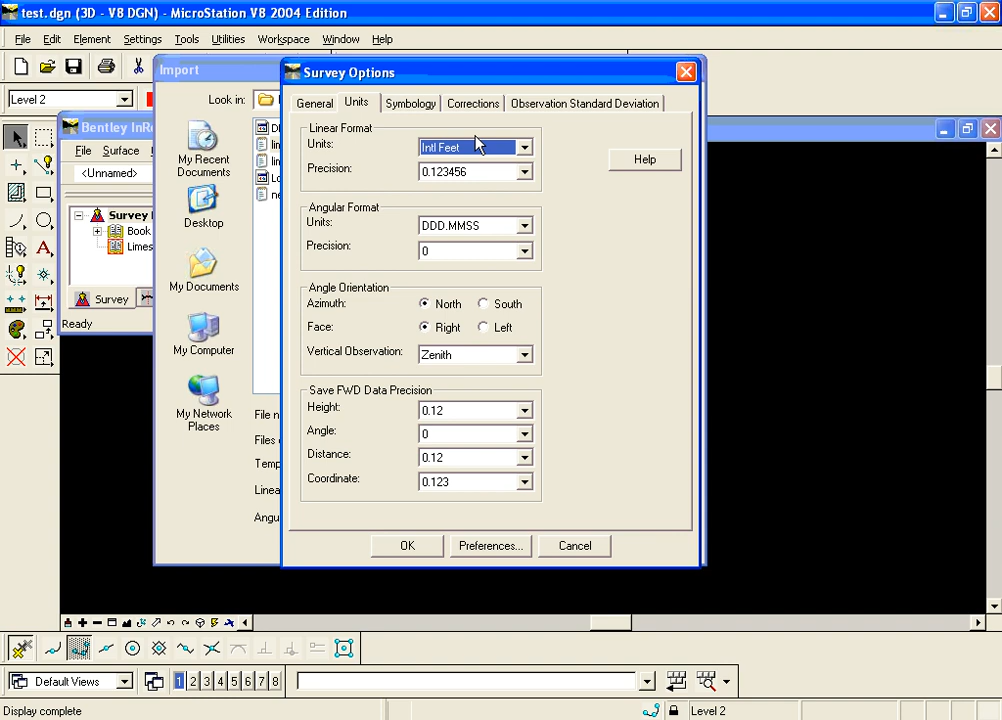 test.dgn (3D - V8 DGN) - MicroStation V8 2004 Edition
File Edit Element Settings Tools Utilities Workspace Window Help
Level 2
Import
Look in:
My Recent
Documents
Desktop
My Documents
My Computer
My Network
Places
File n
Files o
Temp
Linea
Angu
Bentley InRo
File Surface
<Unnamed>
Survey
Book
Limes
Survey
Ready
Survey Options
General Units Symbology Corrections Observation Standard Deviation
Linear Format
Units: Intl Feet
Precision: 0.123456
Help
Angular Format
Units: DDD.MMSS
Precision: 0
Angle Orientation
Azimuth: North South
Face: Right Left
Vertical Observation: Zenith
Save FWD Data Precision
Height: 0.12
Angle: 0
Distance: 0.12
Coordinate: 0.123
OK Preferences... Cancel
Default Views 1 2 3 4 5 6 7 8
Display complete
Level 2